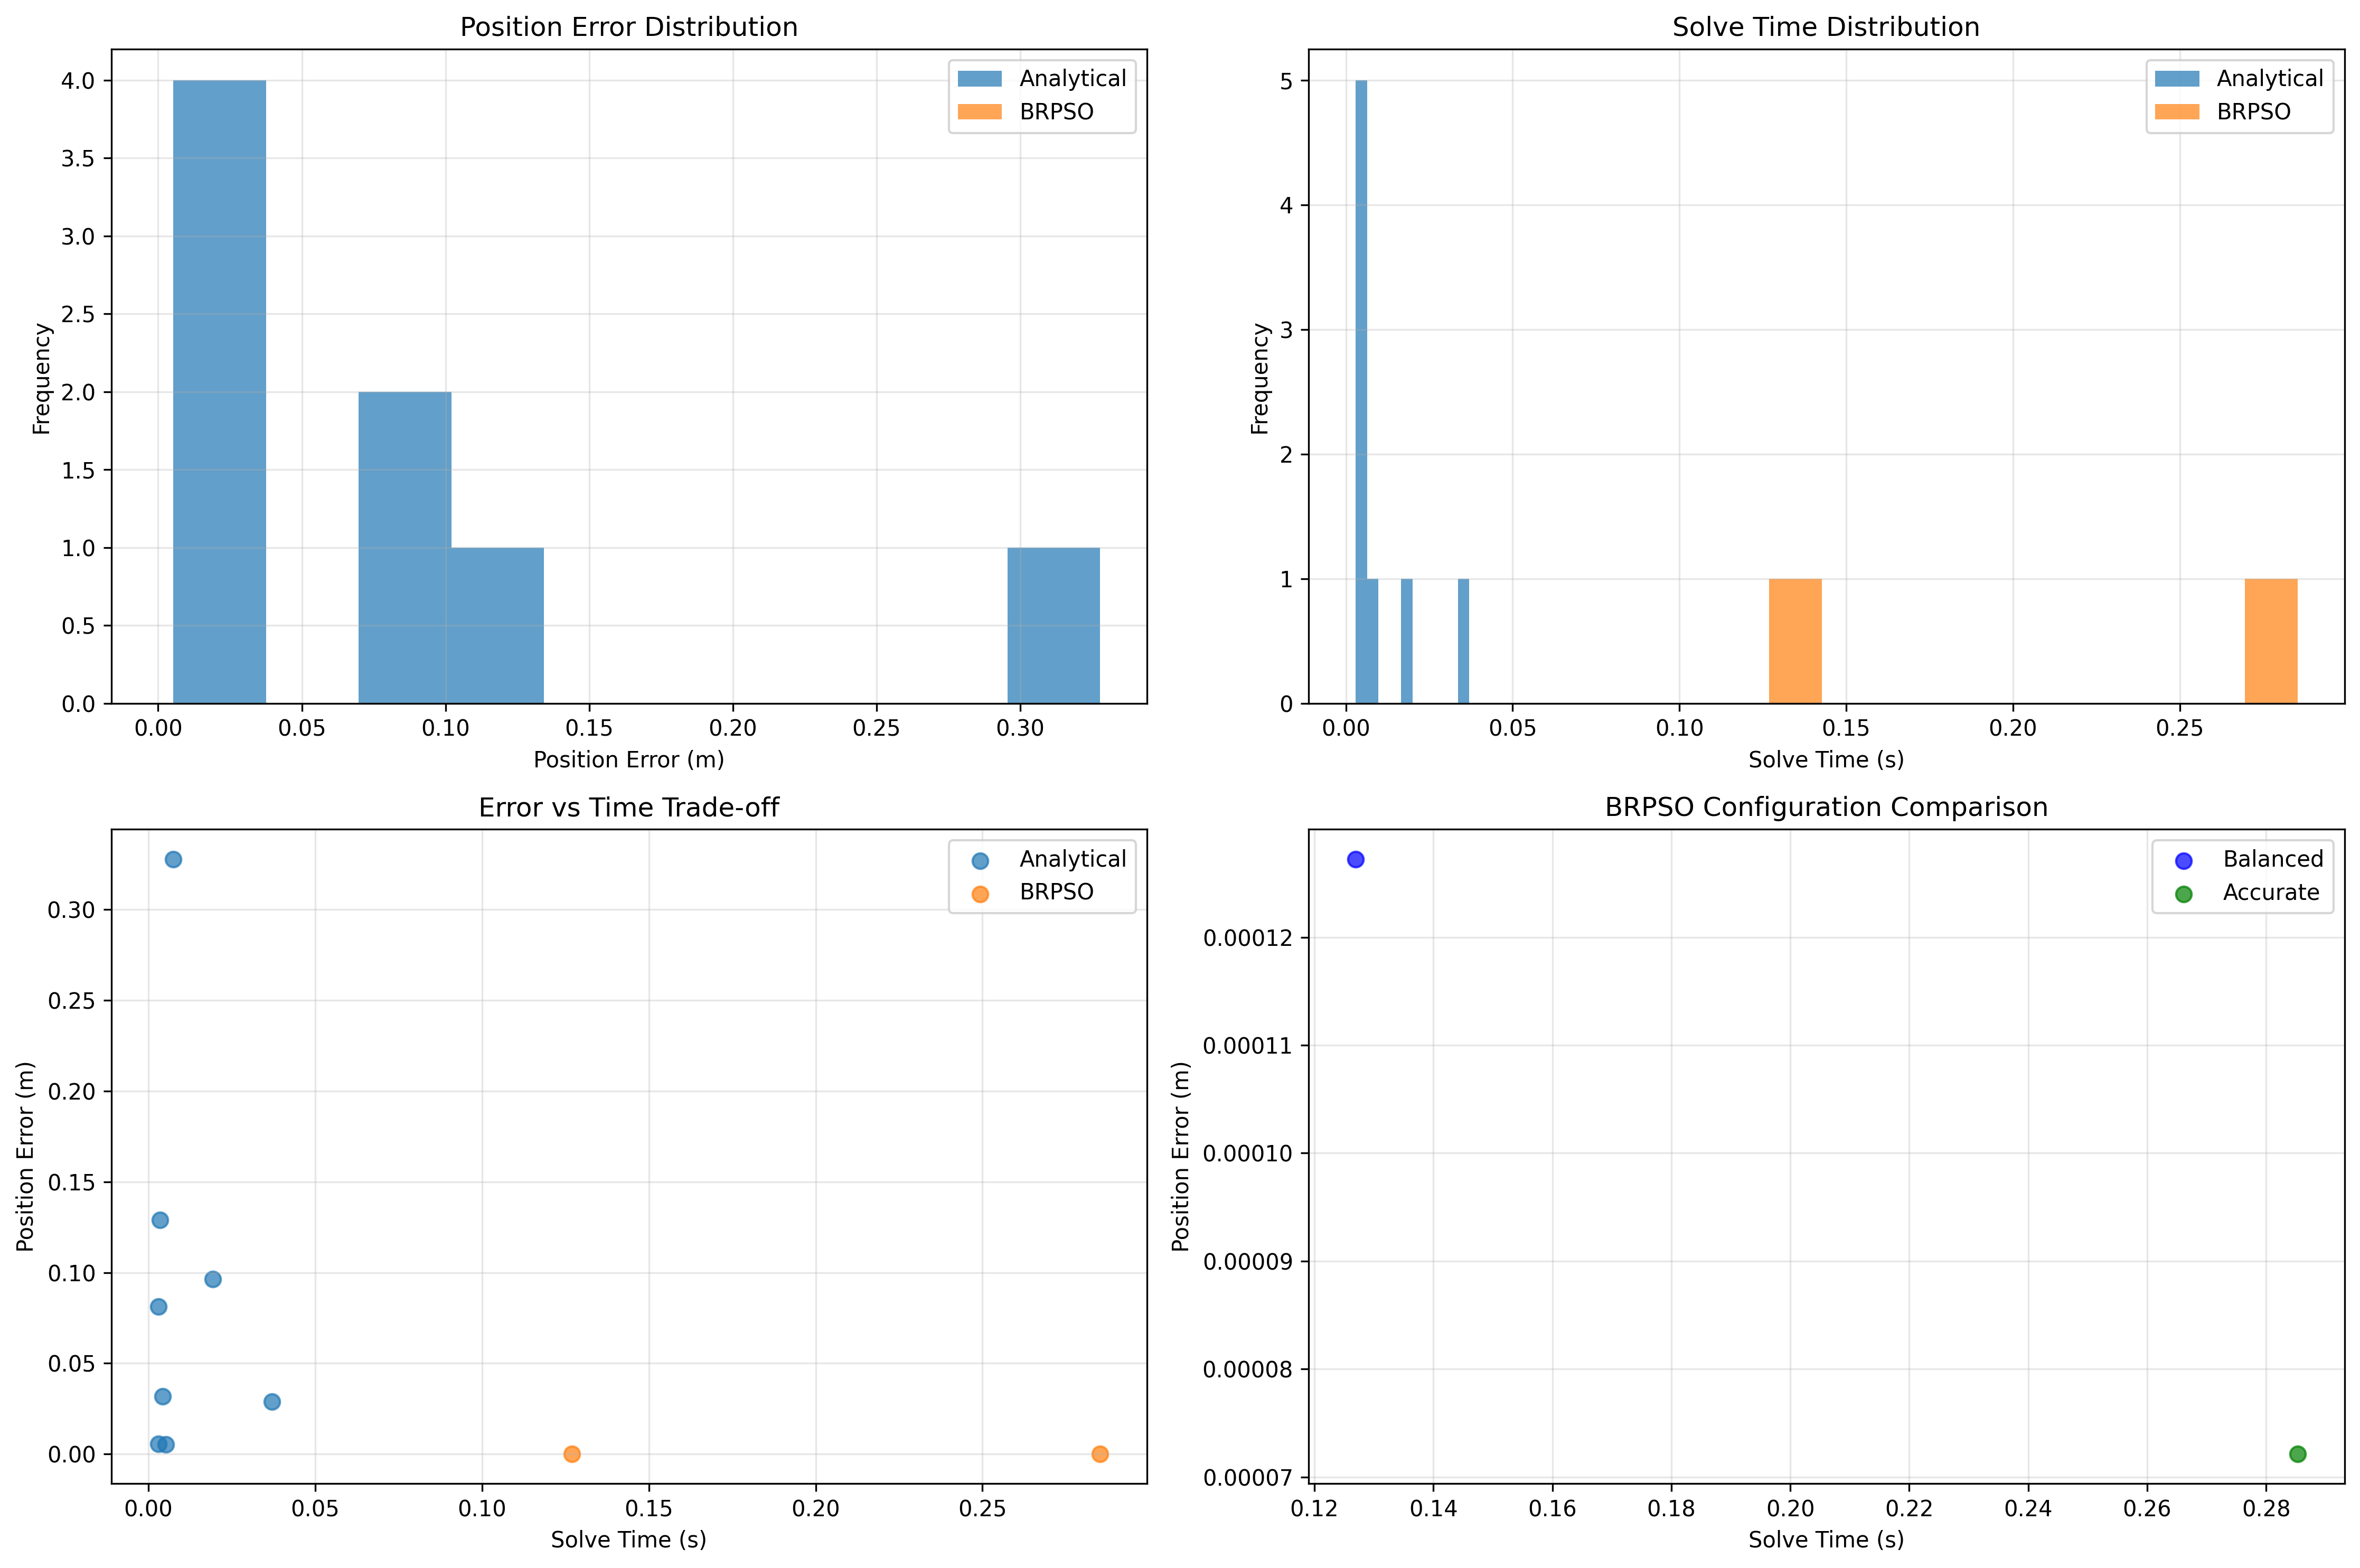 Position Error Distribution
4.0
3.5
3.0
2.5
2.0
1.5
1.0
0.5
0.0
Frequency
Analytical
BRPSO
0.00 0.05 0.10 0.15 0.20 0.25 0.30
Position Error (m)
Solve Time Distribution
5
4
3
2
1
0
Frequency
Analytical
BRPSO
0.00 0.05 0.10 0.15 0.20 0.25
Solve Time (s)
Error vs Time Trade-off
0.30
0.25
0.20
0.15
0.10
0.05
0.00
Position Error (m)
Analytical
BRPSO
0.00 0.05 0.10 0.15 0.20 0.25
Solve Time (s)
BRPSO Configuration Comparison
0.00012
0.00011
0.00010
0.00009
0.00008
0.00007
Position Error (m)
Balanced
Accurate
0.12 0.14 0.16 0.18 0.20 0.22 0.24 0.26 0.28
Solve Time (s)